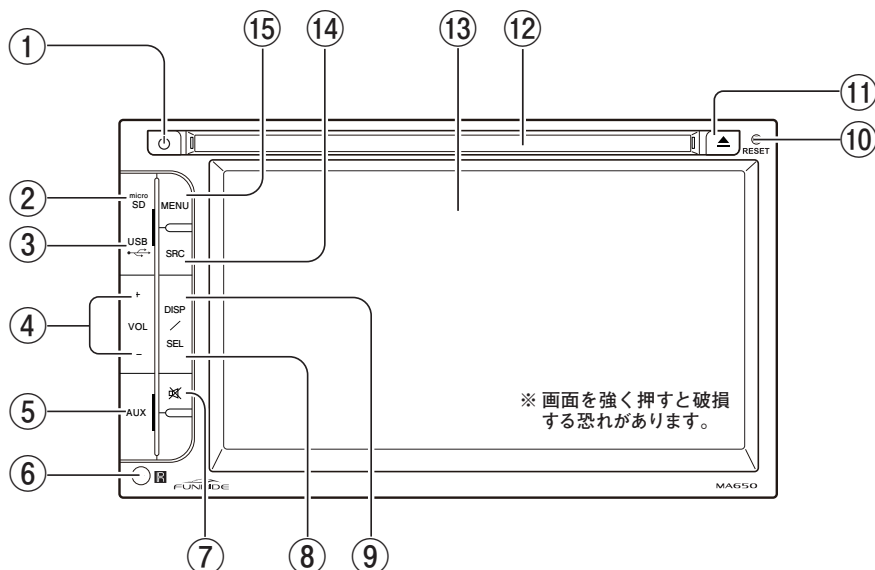 ① ⑮ ⑭ ⑬ ⑫ ⑪
⑩
RESET
② micro SD MENU
③ USB SRC
+ DISP
④ VOL /
− SEL
⑤ AUX
⑨
※ 画面を強く押すと破損
する恐れがあります。
⑥ R FUNRIDE MA650
⑦ ⑧